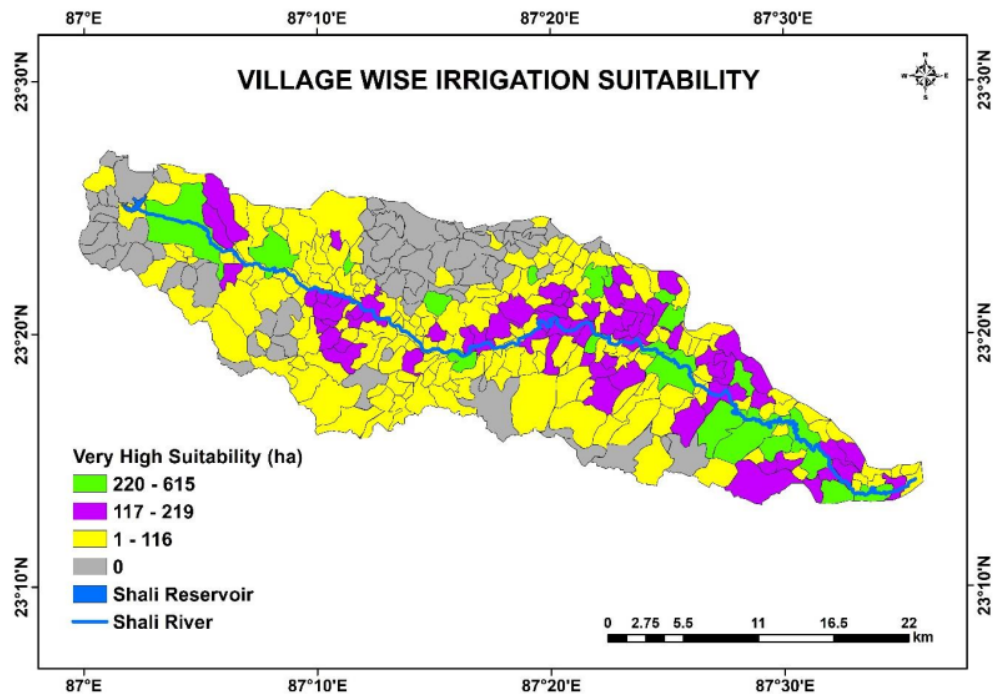 87°E 87°10'E 87°20'E 87°30'E
23°30'N 23°30'N
VILLAGE WISE IRRIGATION SUITABILITY
N
W E
S
23°20'N 23°20'N
Very High Suitability (ha)
220 - 615
117 - 219
1 - 116
0
Shali Reservoir
Shali River
23°10'N 23°10'N
0 2.75 5.5 11 16.5 22
km
87°E 87°10'E 87°20'E 87°30'E